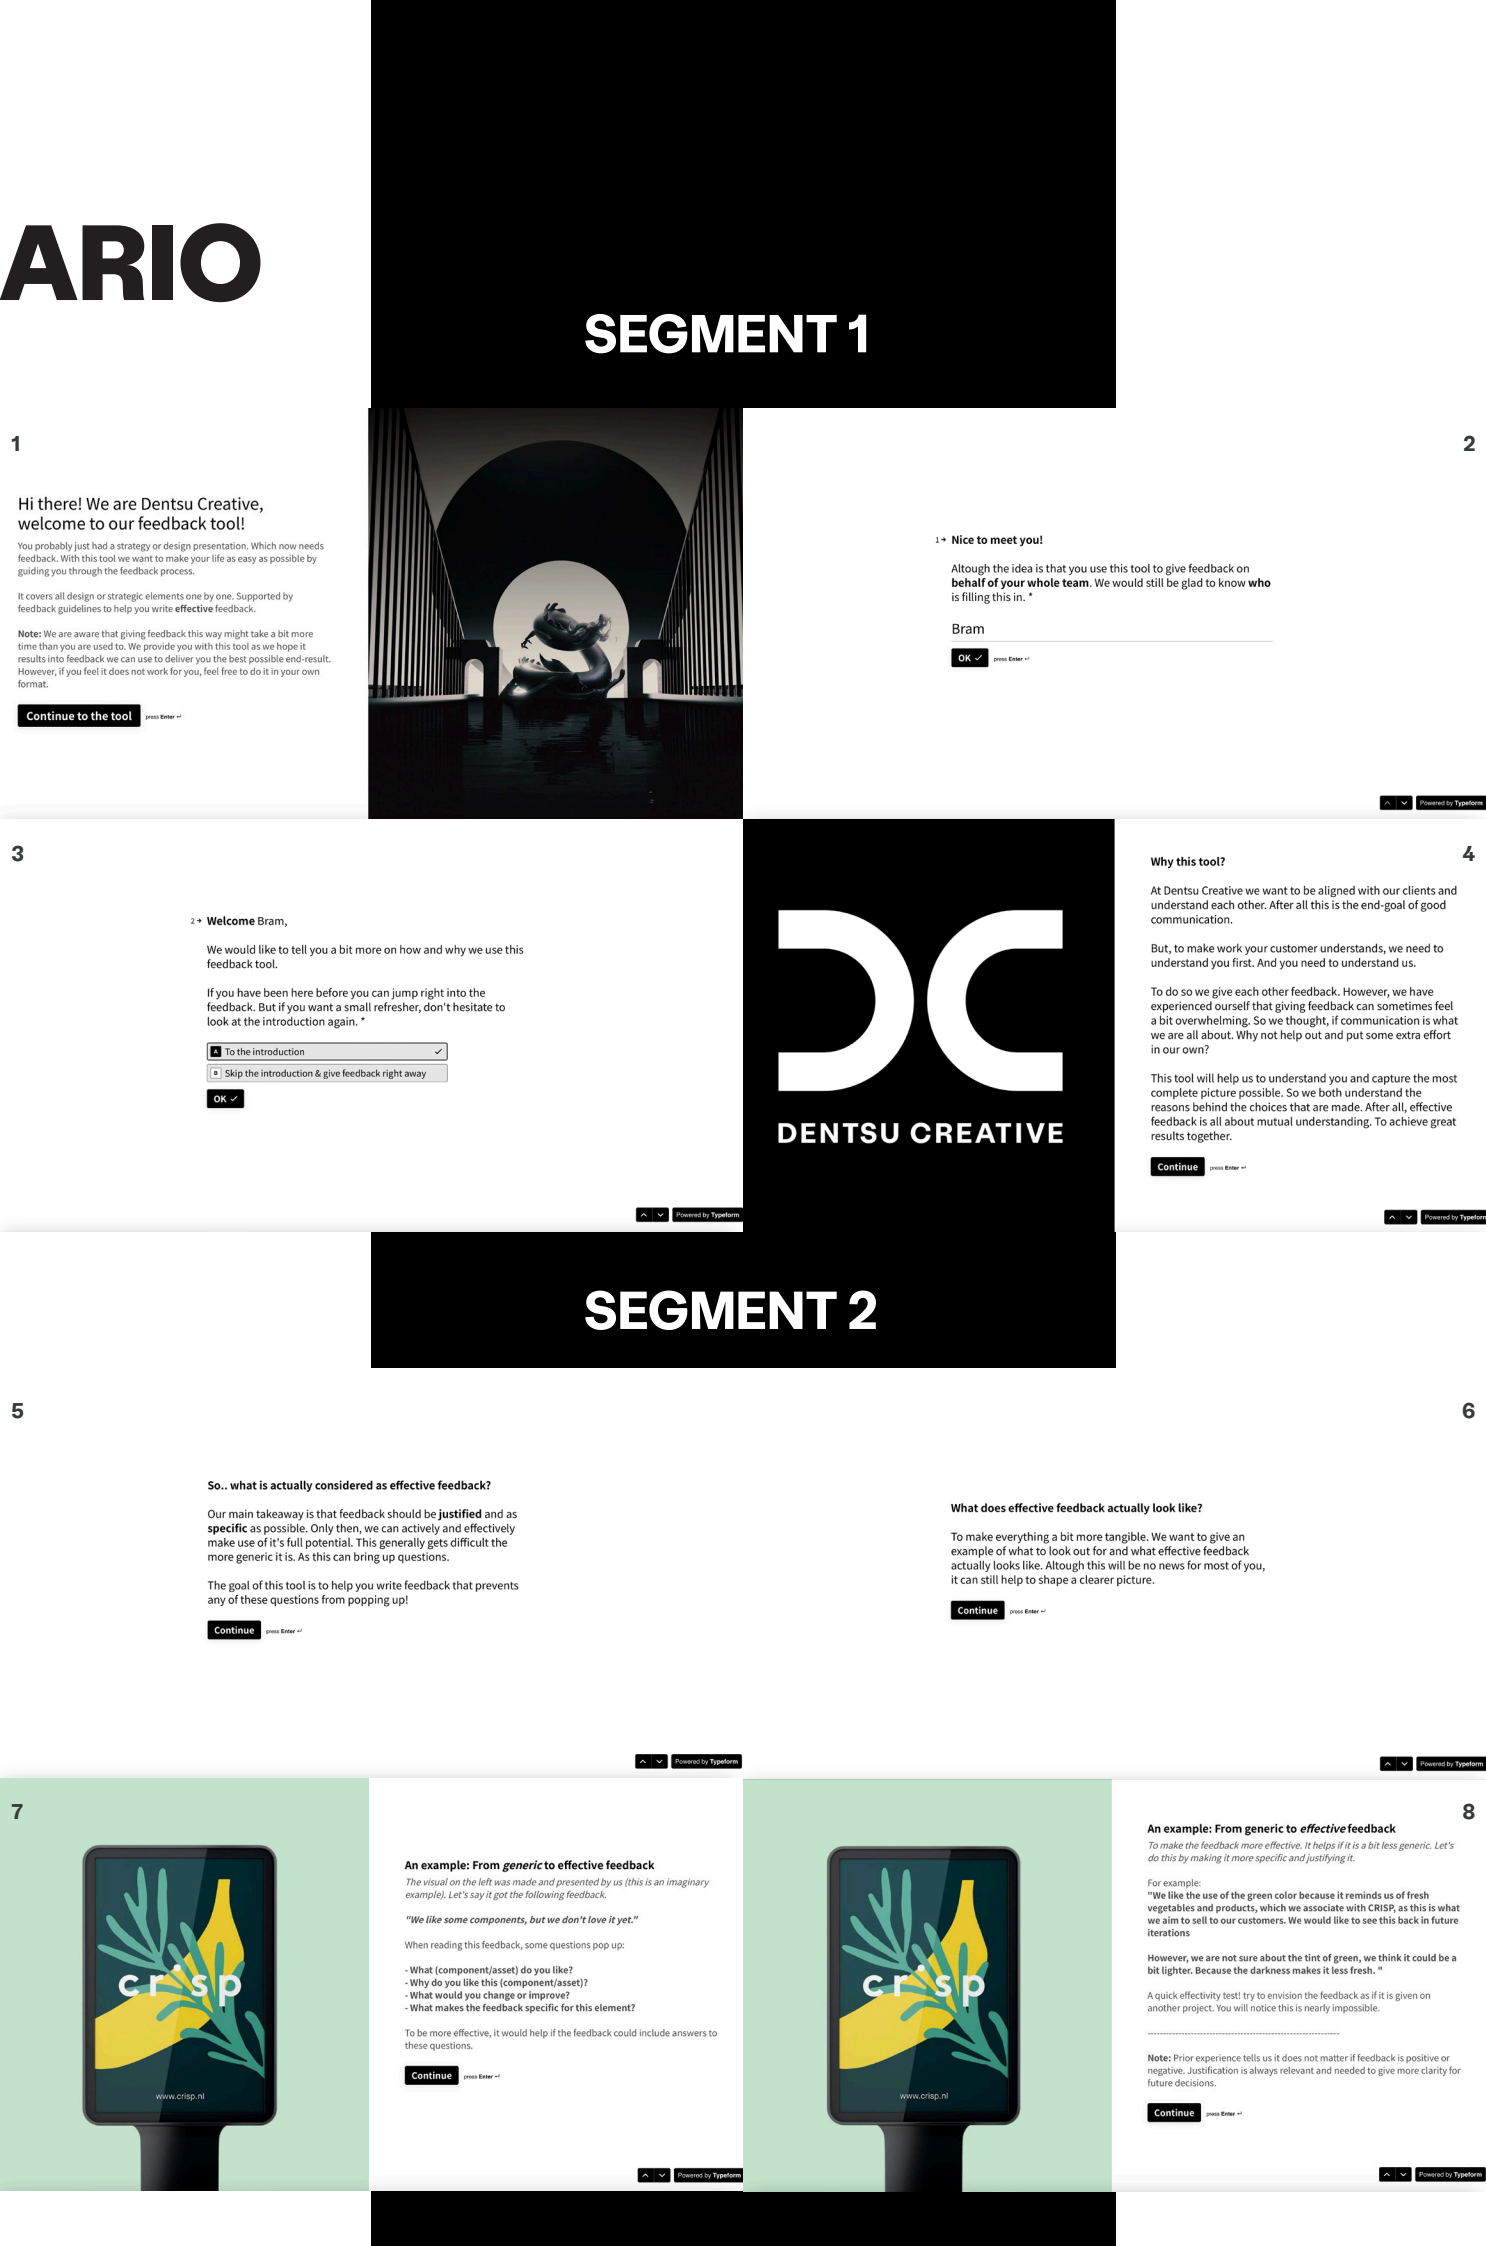 ARIO
SEGMENT 1
1
Hi there! We are Dentsu Creative,
welcome to our feedback tool!
You probably just had a strategy or design presentation. Which now needs
feedback. With this tool we want to make your life as easy as possible by
guiding you through the feedback process.
It covers all design or strategic elements one by one. Supported by
feedback guidelines to help you write effective feedback.
Note: We are aware that giving feedback this way might take a bit more
time than you are used to. We provide you with this tool as we hope it
results into feedback we can use to deliver you the best possible end-result.
However, if you feel it does not work for you, feel free to do it in your own
format.
Continue to the tool press Enter ↵
2
1 → Nice to meet you!
Altough the idea is that you use this tool to give feedback on
behalf of your whole team. We would still be glad to know who
is filling this in. *
Bram
OK ✓ press Enter ↵
Powered by Typeform
3
2 → Welcome Bram,
We would like to tell you a bit more on how and why we use this
feedback tool.
If you have been here before you can jump right into the
feedback. But if you want a small refresher, don't hesitate to
look at the introduction again. *
A To the introduction ✓
B Skip the introduction & give feedback right away
OK ✓
Powered by Typeform
DENTSU CREATIVE
4
Why this tool?
At Dentsu Creative we want to be aligned with our clients and
understand each other. After all this is the end-goal of good
communication.
But, to make work your customer understands, we need to
understand you first. And you need to understand us.
To do so we give each other feedback. However, we have
experienced ourself that giving feedback can sometimes feel
a bit overwhelming. So we thought, if communication is what
we are all about. Why not help out and put some extra effort
in our own?
This tool will help us to understand you and capture the most
complete picture possible. So we both understand the
reasons behind the choices that are made. After all, effective
feedback is all about mutual understanding. To achieve great
results together.
Continue press Enter ↵
Powered by Typeform
SEGMENT 2
5
So.. what is actually considered as effective feedback?
Our main takeaway is that feedback should be justified and as
specific as possible. Only then, we can actively and effectively
make use of it's full potential. This generally gets difficult the
more generic it is. As this can bring up questions.
The goal of this tool is to help you write feedback that prevents
any of these questions from popping up!
Continue press Enter ↵
Powered by Typeform
6
What does effective feedback actually look like?
To make everything a bit more tangible. We want to give an
example of what to look out for and what effective feedback
actually looks like. Altough this will be no news for most of you,
it can still help to shape a clearer picture.
Continue press Enter ↵
Powered by Typeform
7
crisp
www.crisp.nl
An example: From generic to effective feedback
The visual on the left was made and presented by us (this is an imaginary
example). Let's say it got the following feedback.
"We like some components, but we don't love it yet."
When reading this feedback, some questions pop up:
- What (component/asset) do you like?
- Why do you like this (component/asset)?
- What would you change or improve?
- What makes the feedback specific for this element?
To be more effective, it would help if the feedback could include answers to
these questions.
Continue press Enter ↵
Powered by Typeform
crisp
www.crisp.nl
8
An example: From generic to effective feedback
To make the feedback more effective. It helps if it is a bit less generic. Let's
do this by making it more specific and justifying it.
For example:
"We like the use of the green color because it reminds us of fresh
vegetables and products, which we associate with CRISP, as this is what
we aim to sell to our customers. We would like to see this back in future
iterations
However, we are not sure about the tint of green, we think it could be a
bit lighter. Because the darkness makes it less fresh. "
A quick effectivity test! try to envision the feedback as if it is given on
another project. You will notice this is nearly impossible.
----------------------------------------------------------------
Note: Prior experience tells us it does not matter if feedback is positive or
negative. Justification is always relevant and needed to give more clarity for
future decisions.
Continue press Enter ↵
Powered by Typeform